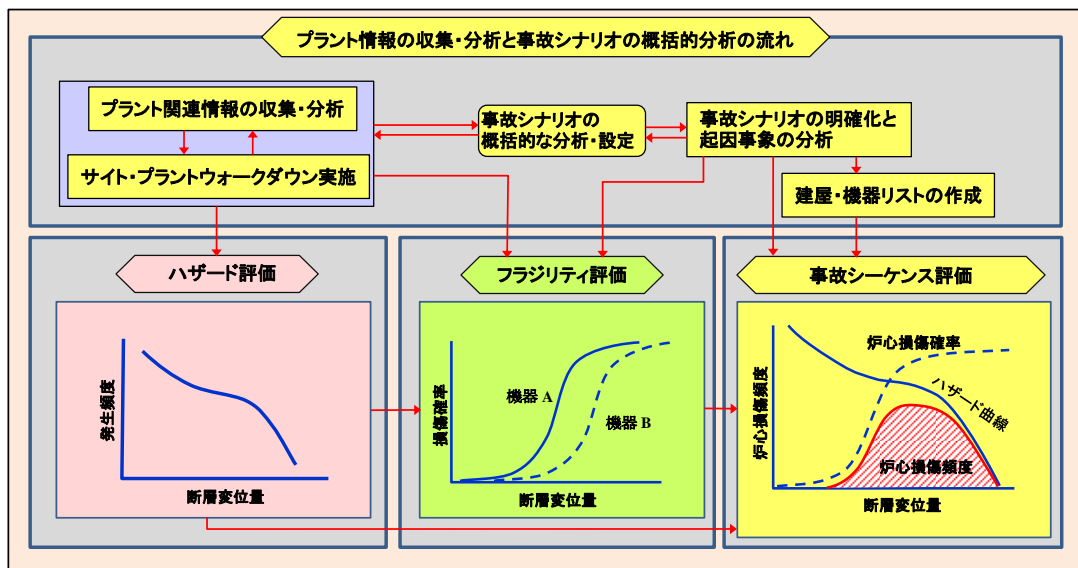 プラント情報の収集・分析と事故シナリオの概括的分析の流れ
プラント関連情報の収集・分析
サイト・プラントウォークダウン実施
事故シナリオの
概括的な分析・設定
事故シナリオの明確化と
起因事象の分析
建屋・機器リストの作成
ハザード評価
発生頻度
断層変位量
フラジリティ評価
損傷確率
機器 A
機器 B
断層変位量
事故シーケンス評価
炉心損傷頻度
炉心損傷確率
ハザード曲線
炉心損傷頻度
断層変位量